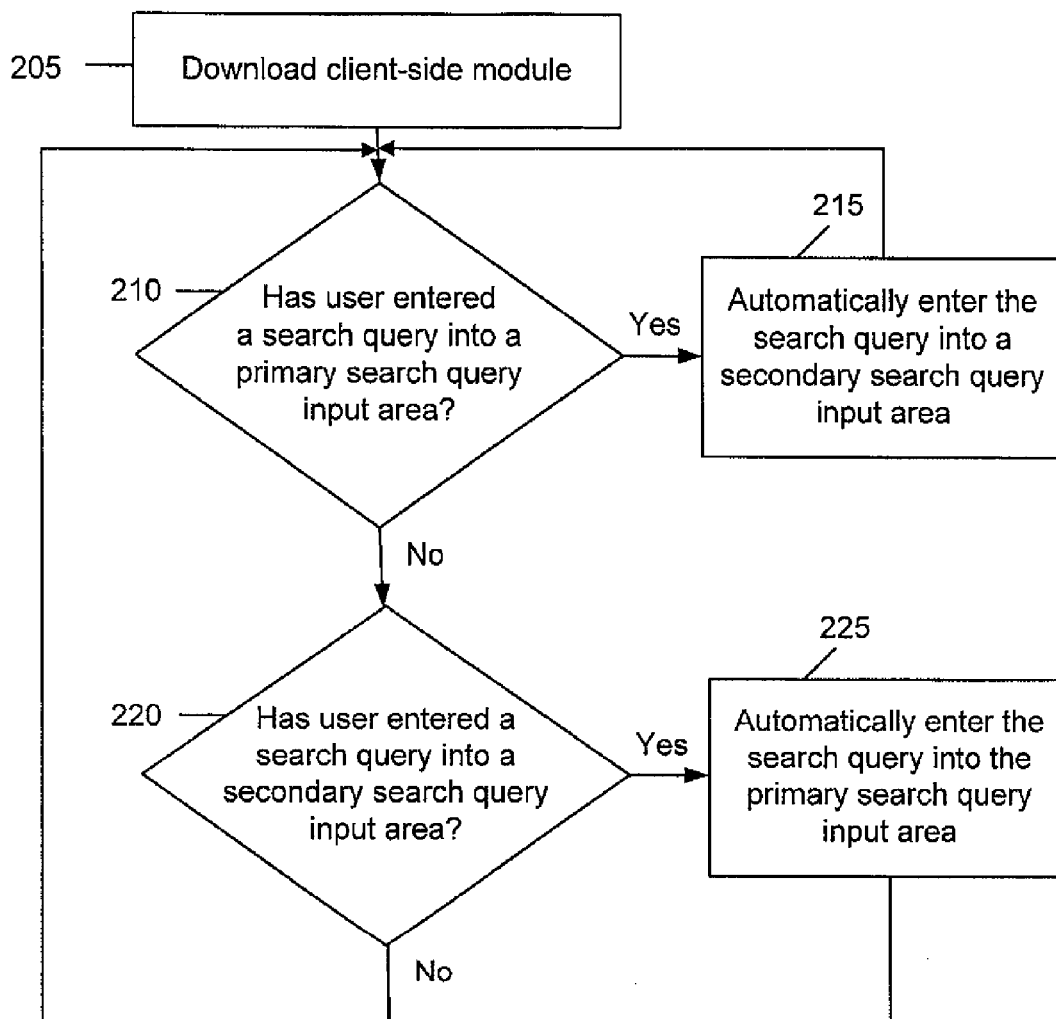 205
Download client-side module
215
210
Has user entered
a search query into a
primary search query
input area?
Yes
Automatically enter the
search query into a
secondary search query
input area
No
225
220
Has user entered a
search query into a
secondary search query
input area?
Yes
Automatically enter the
search query into the
primary search query
input area
No